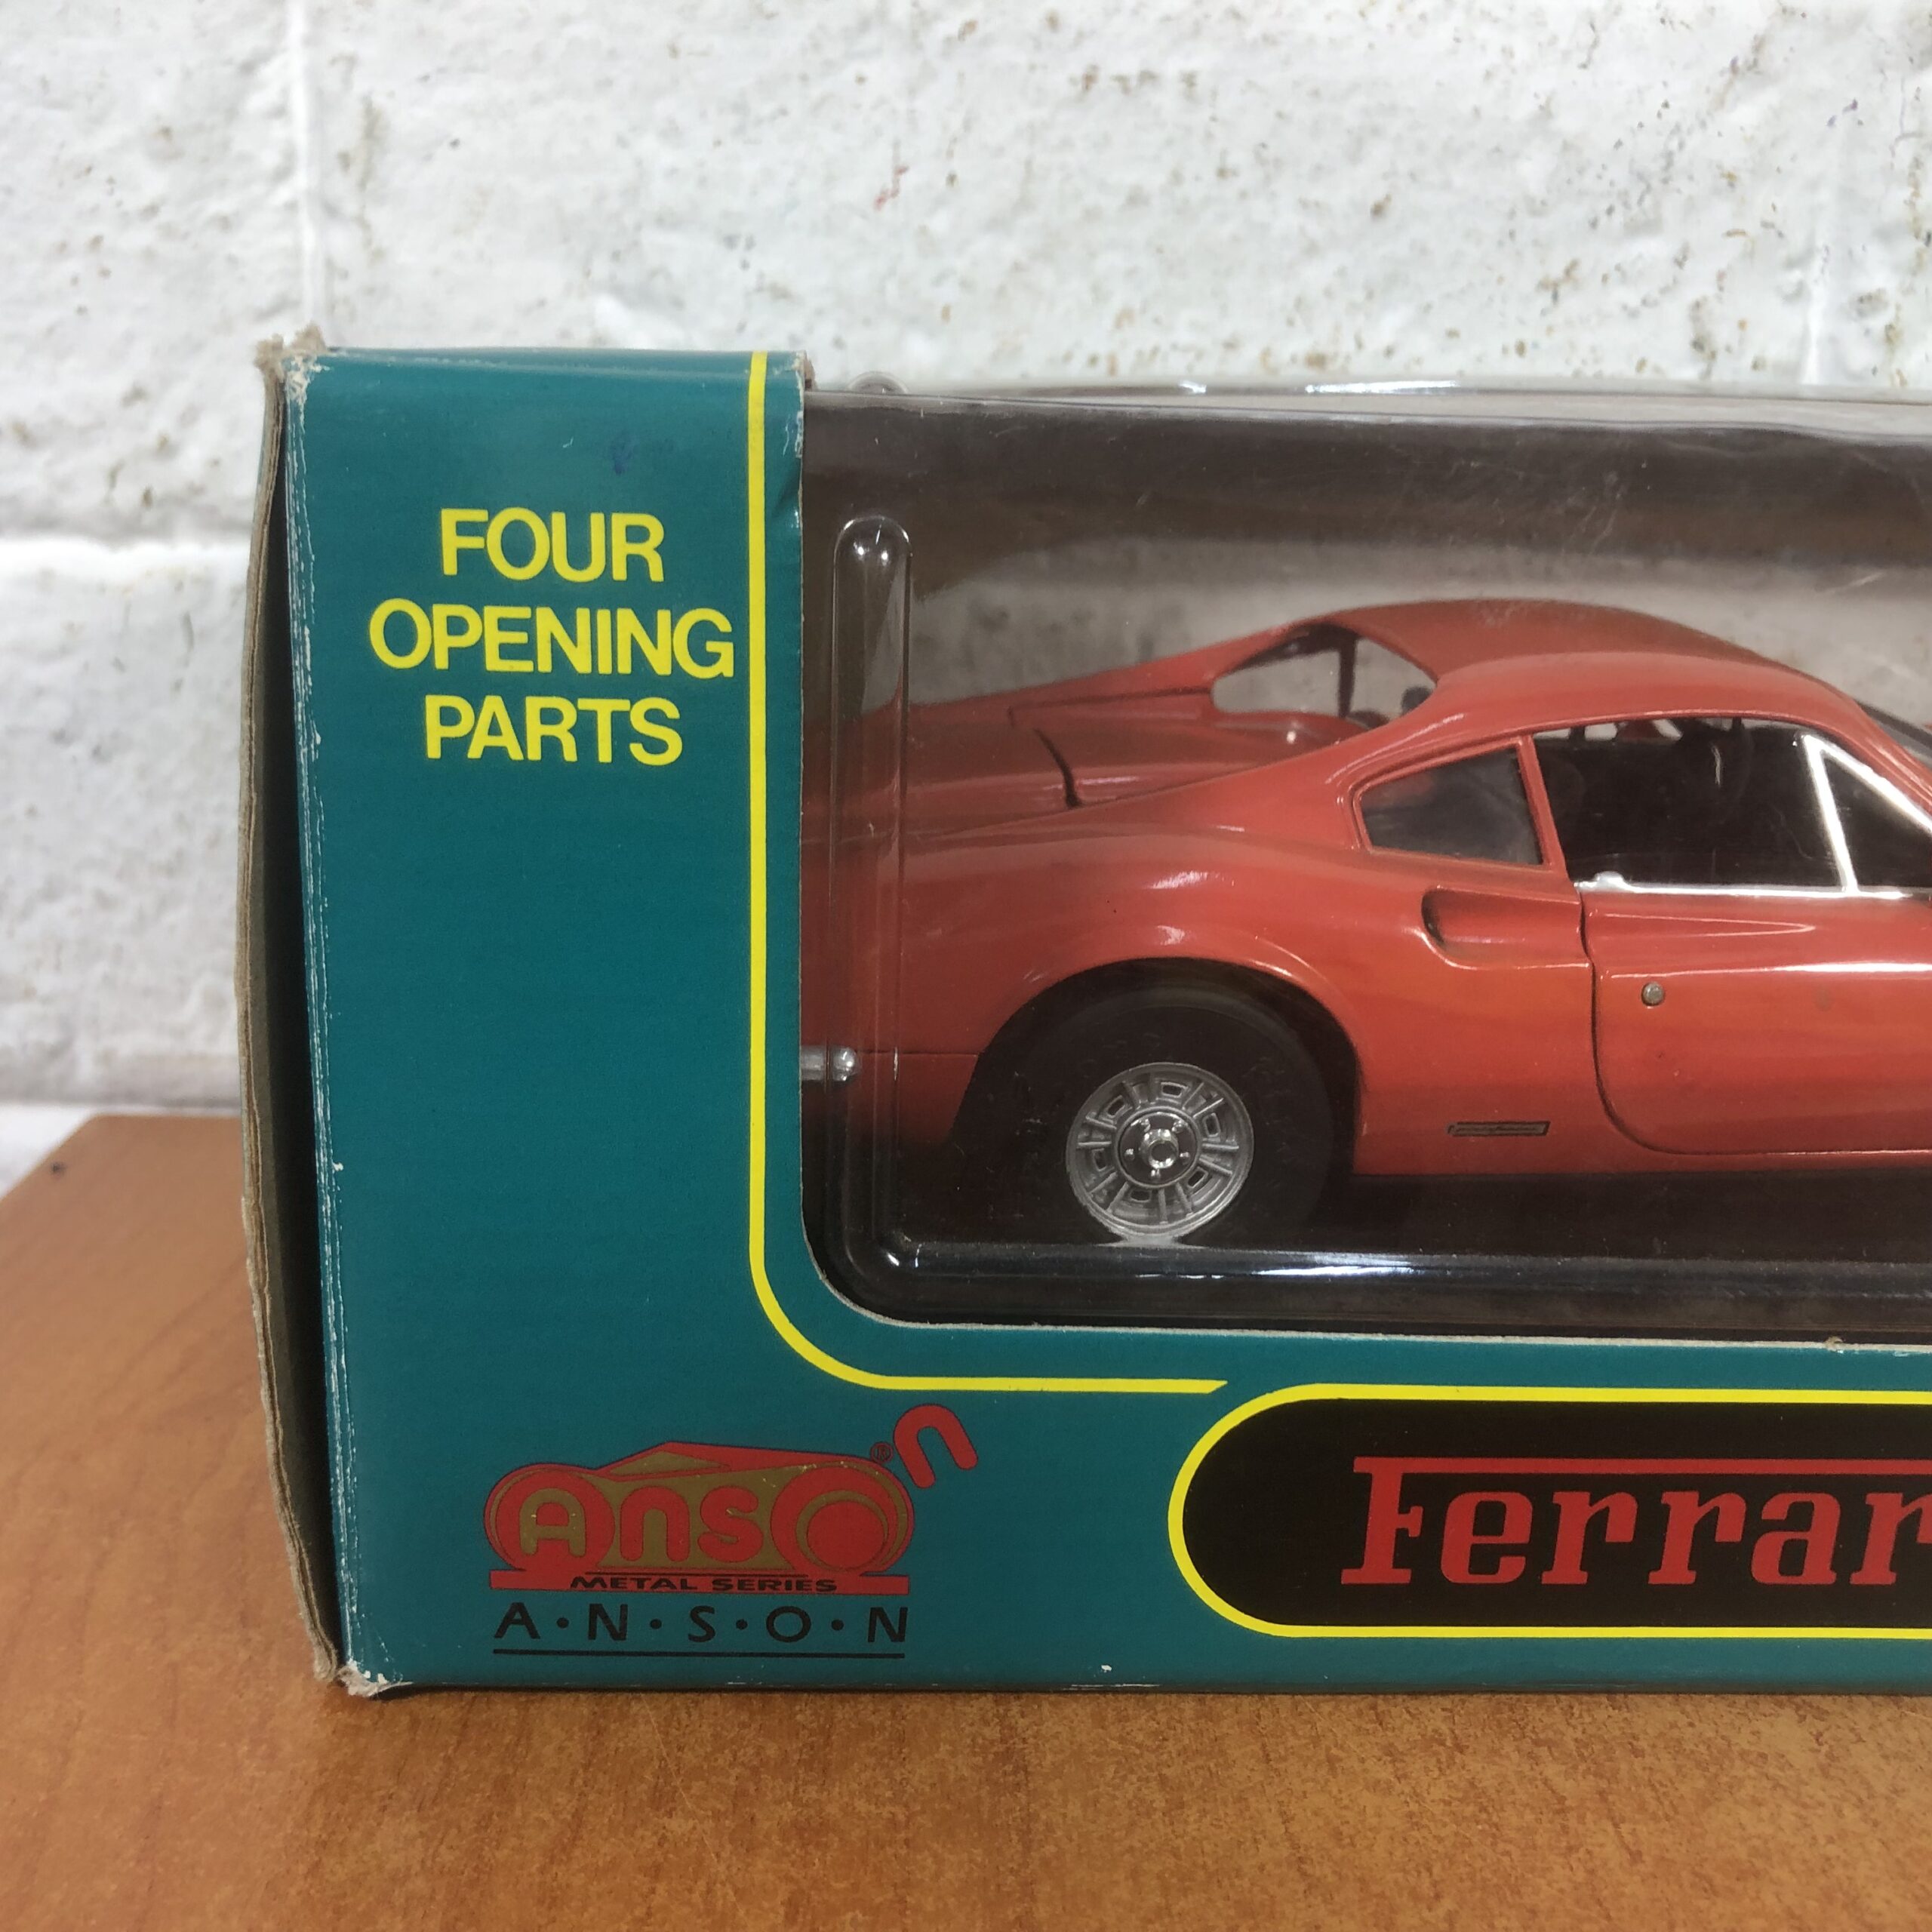 FOUR
OPENING
PARTS
Anson®
METAL SERIES
A·N·S·O·N
Ferrar